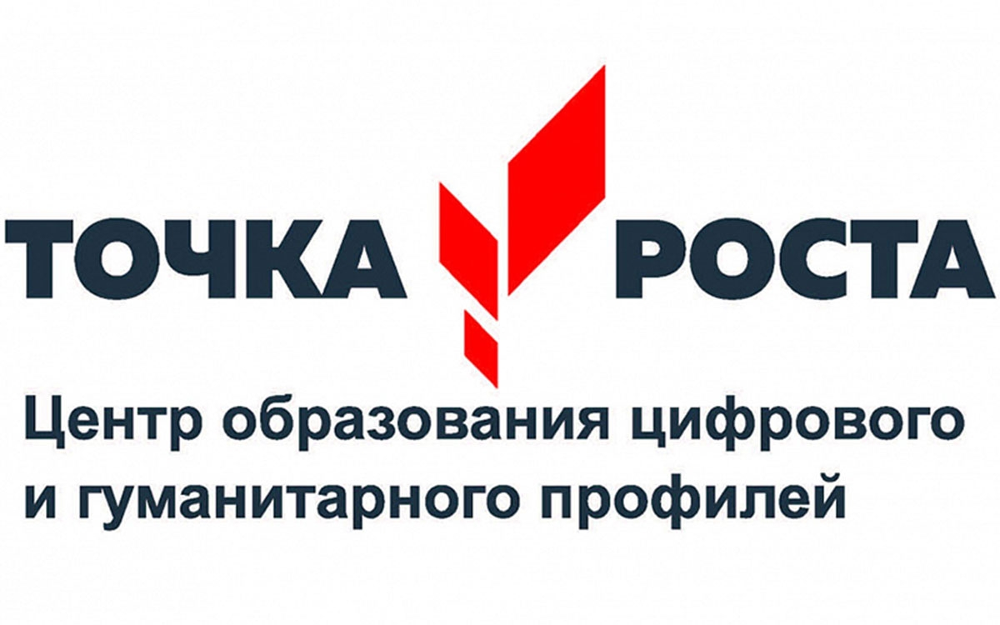 ТОЧКА РОСТА
Центр образования цифрового
и гуманитарного профилей